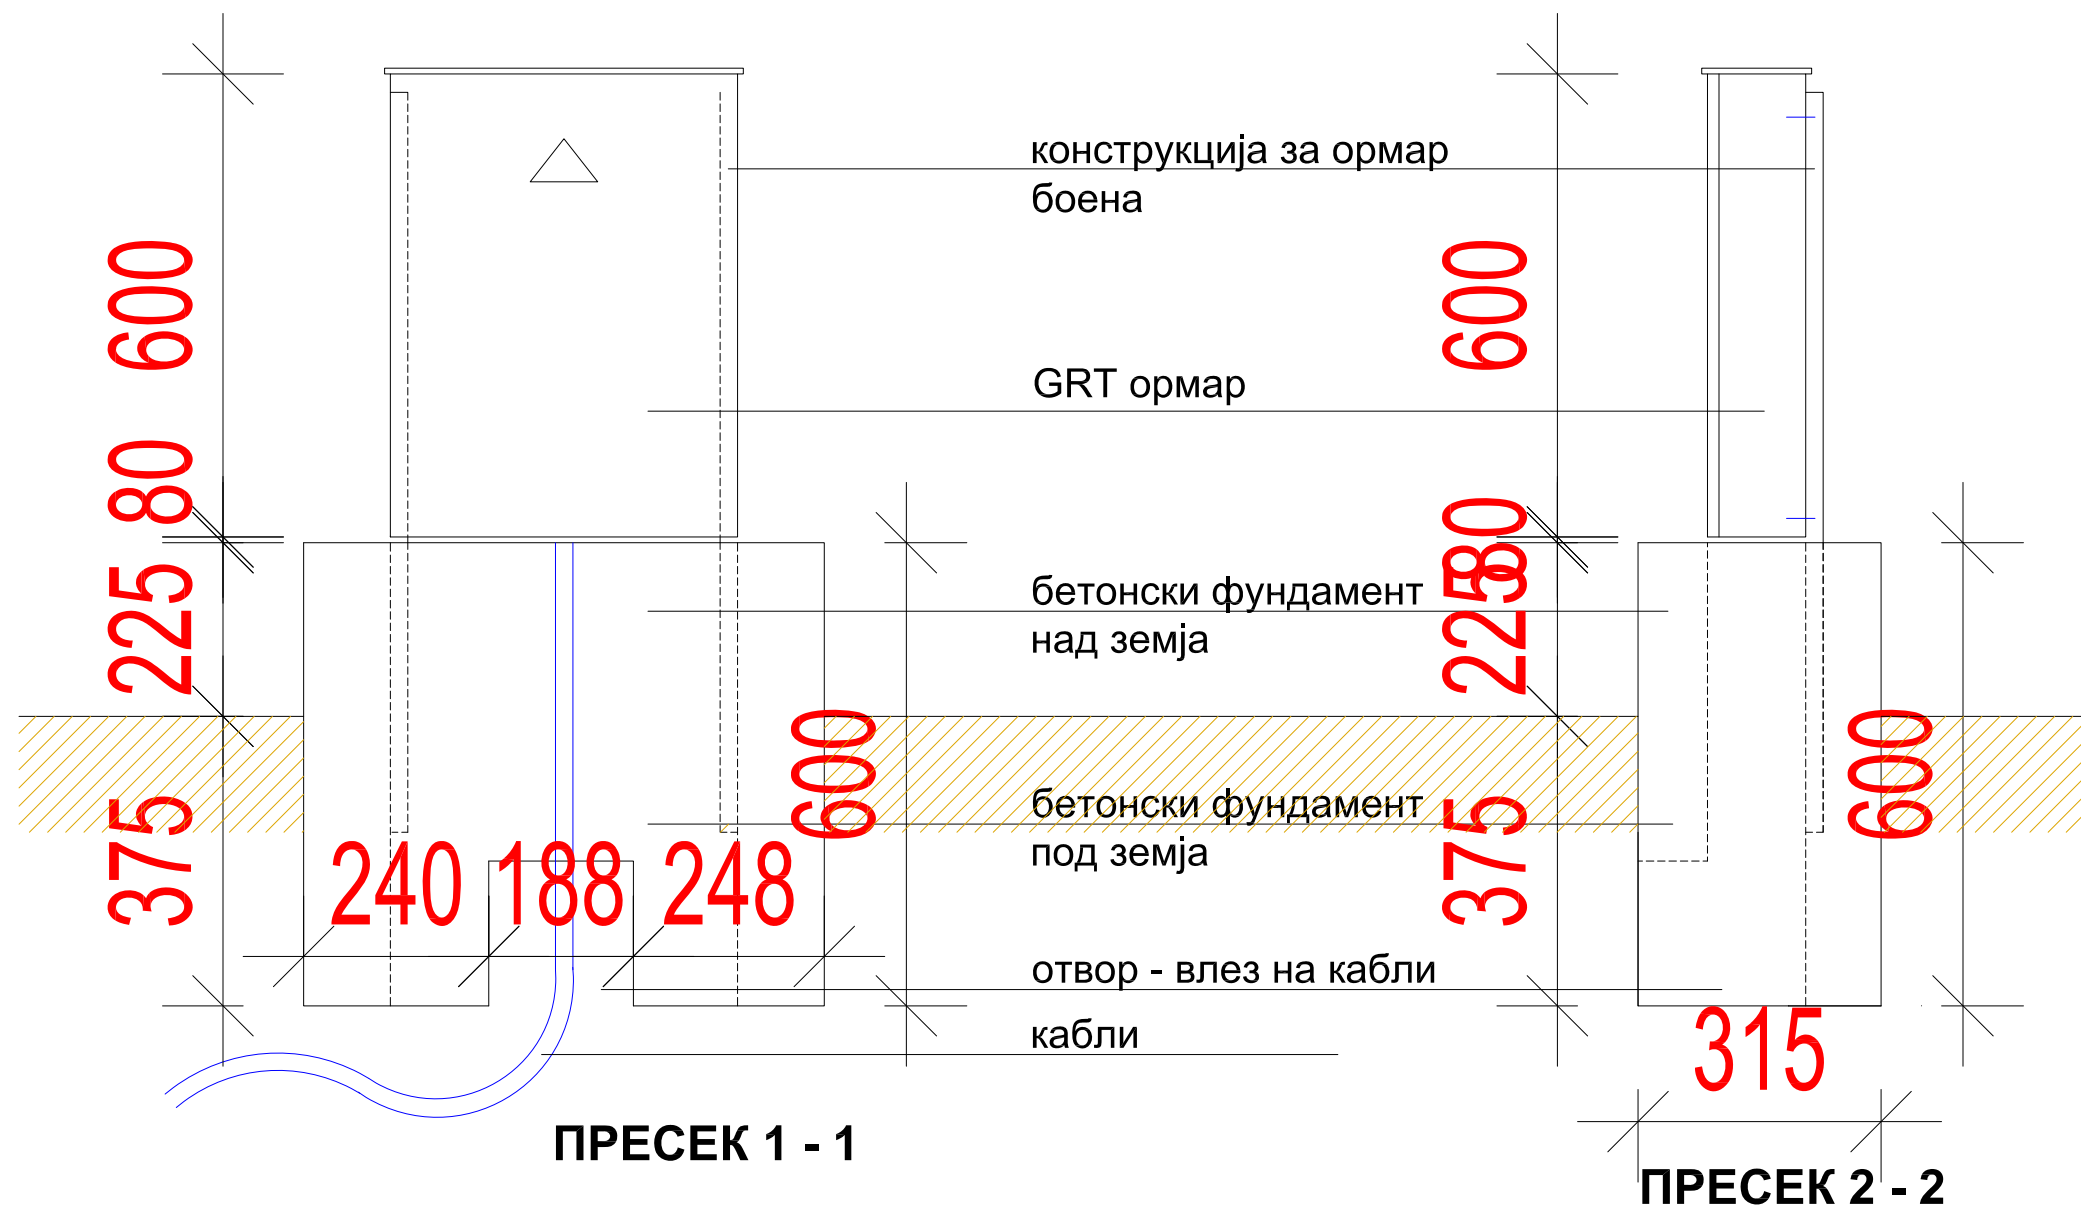 конструкција за ормар
боена
600
600
GRT ормар
80
80
225
225
бетонски фундамент
над земја
600
600
375
375
бетонски фундамент
под земја
240
188
248
отвор - влез на кабли
кабли
315
ПРЕСЕК 1 - 1
ПРЕСЕК 2 - 2